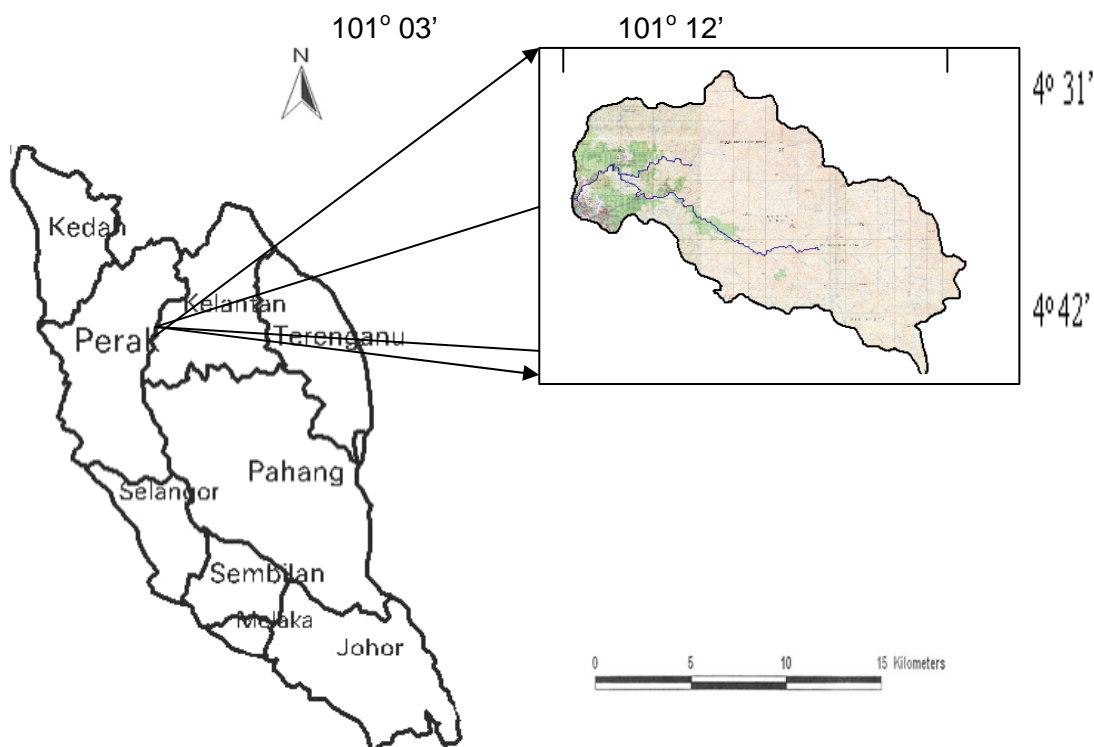 101° 03’ 101° 12’
N
4° 31’
Kedah
Kelantan
4° 42’
Perak
Terenganu
Pahang
Selangor
Sembilan
Melaka
Johor
0 5 10 15 Kilometers